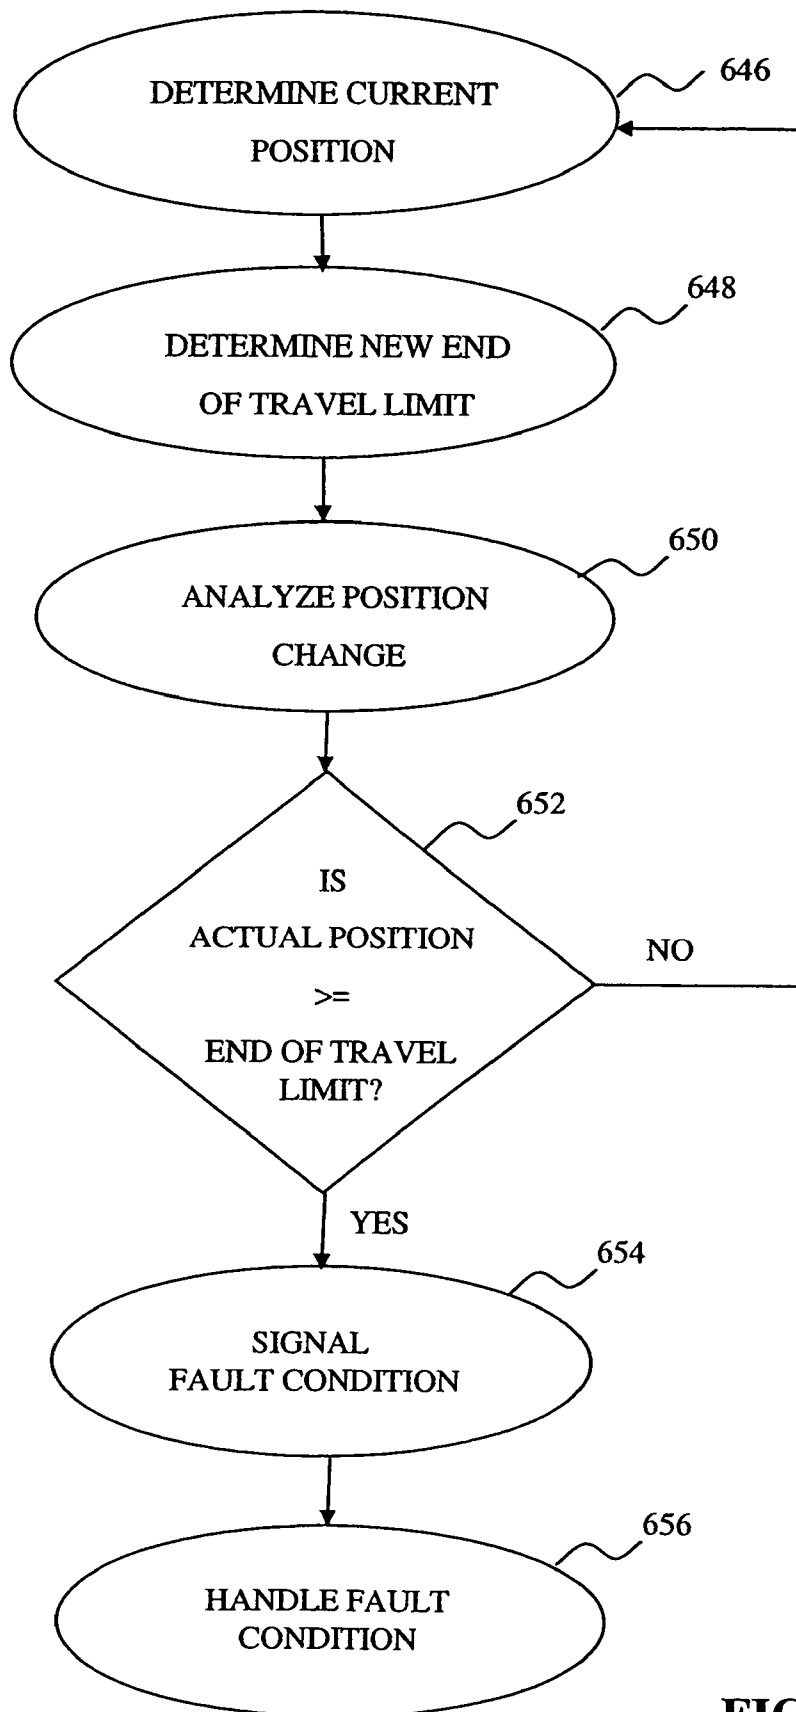 DETERMINE CURRENT
POSITION
646
DETERMINE NEW END
OF TRAVEL LIMIT
648
ANALYZE POSITION
CHANGE
650
652
IS
ACTUAL POSITION
>=
END OF TRAVEL
LIMIT?
NO
YES
654
SIGNAL
FAULT CONDITION
656
HANDLE FAULT
CONDITION
FIG